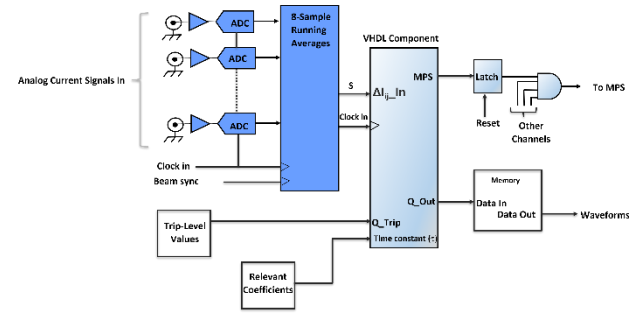 ADC
8-Sample
Running
Averages
ADC
Analog Current Signals In
ADC
Clock in
Beam sync
S
Clock in
VHDL Component
MPS
ΔIij_In
Q_Out
Q_Trip
Time constant (τ)
Latch
To MPS
Reset
Other
Channels
Memory
Data In
Data Out
Waveforms
Trip-Level
Values
Relevant
Coefficients